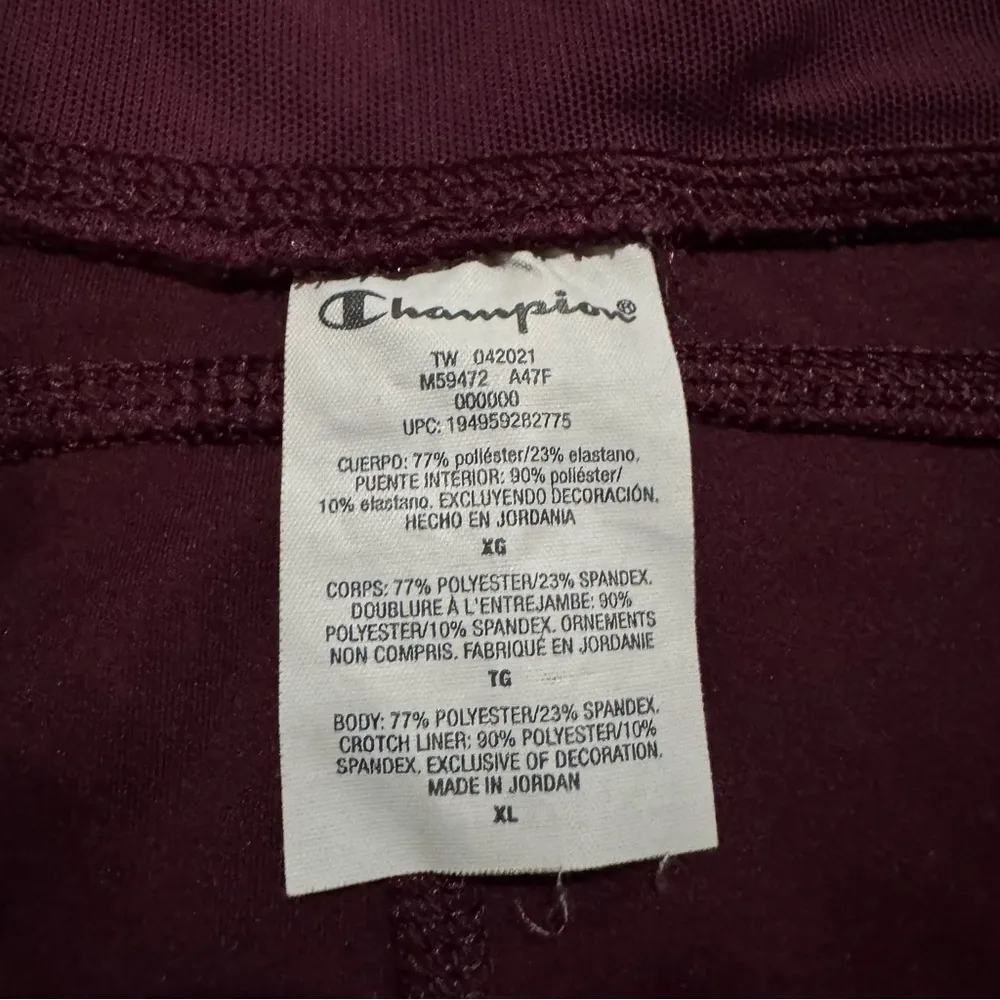 Champion®
TW 042021
M59472 A47F
000000
UPC: 194959282775
CUERPO: 77% poliéster/23% elastano.
PUENTE INTERIOR: 90% poliéster/
10% elastano. EXCLUYENDO DECORACIÓN.
HECHO EN JORDANIA
XG
CORPS: 77% POLYESTER/23% SPANDEX.
DOUBLURE À L'ENTREJAMBE: 90%
POLYESTER/10% SPANDEX. ORNEMENTS
NON COMPRIS. FABRIQUÉ EN JORDANIE
TG
BODY: 77% POLYESTER/23% SPANDEX.
CROTCH LINER: 90% POLYESTER/10%
SPANDEX. EXCLUSIVE OF DECORATION.
MADE IN JORDAN
XL